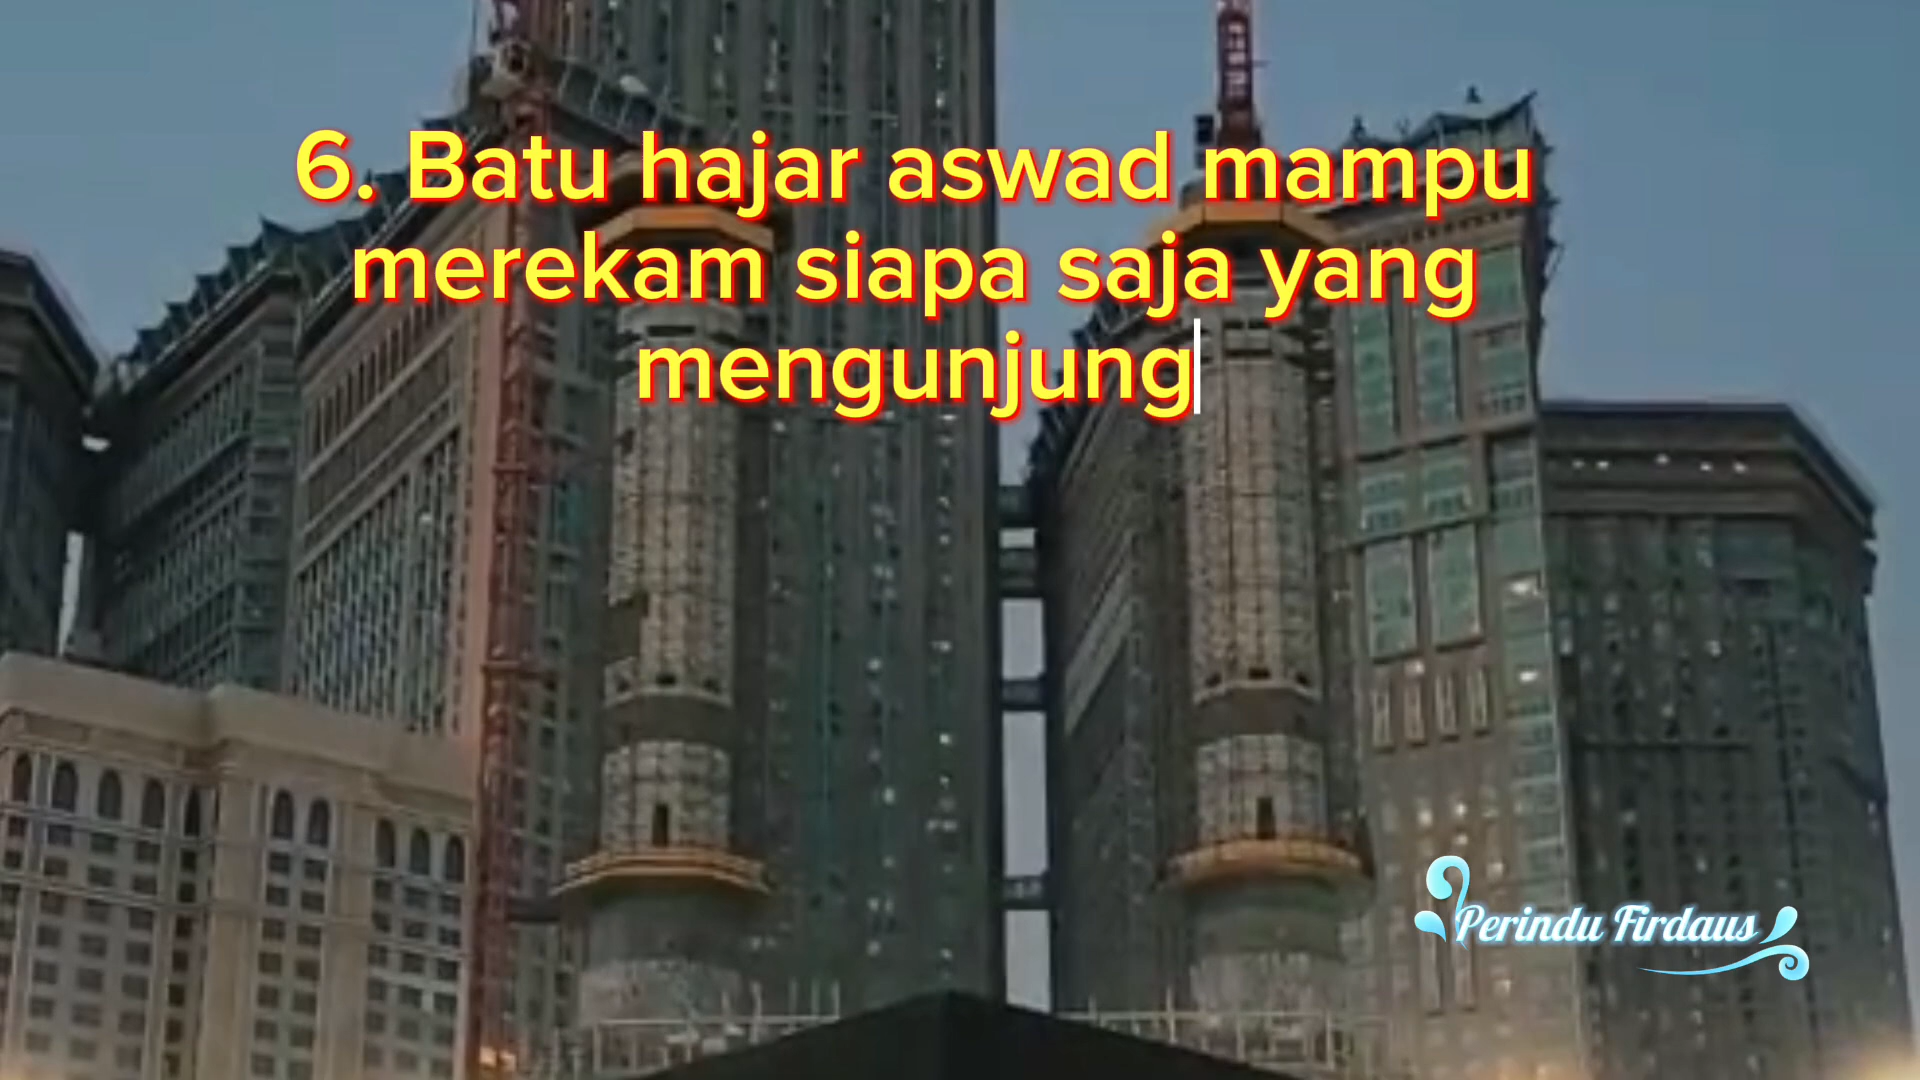 6. Batu hajar aswad mampu
merekam siapa saja yang
mengunjung
Perindu Firdaus